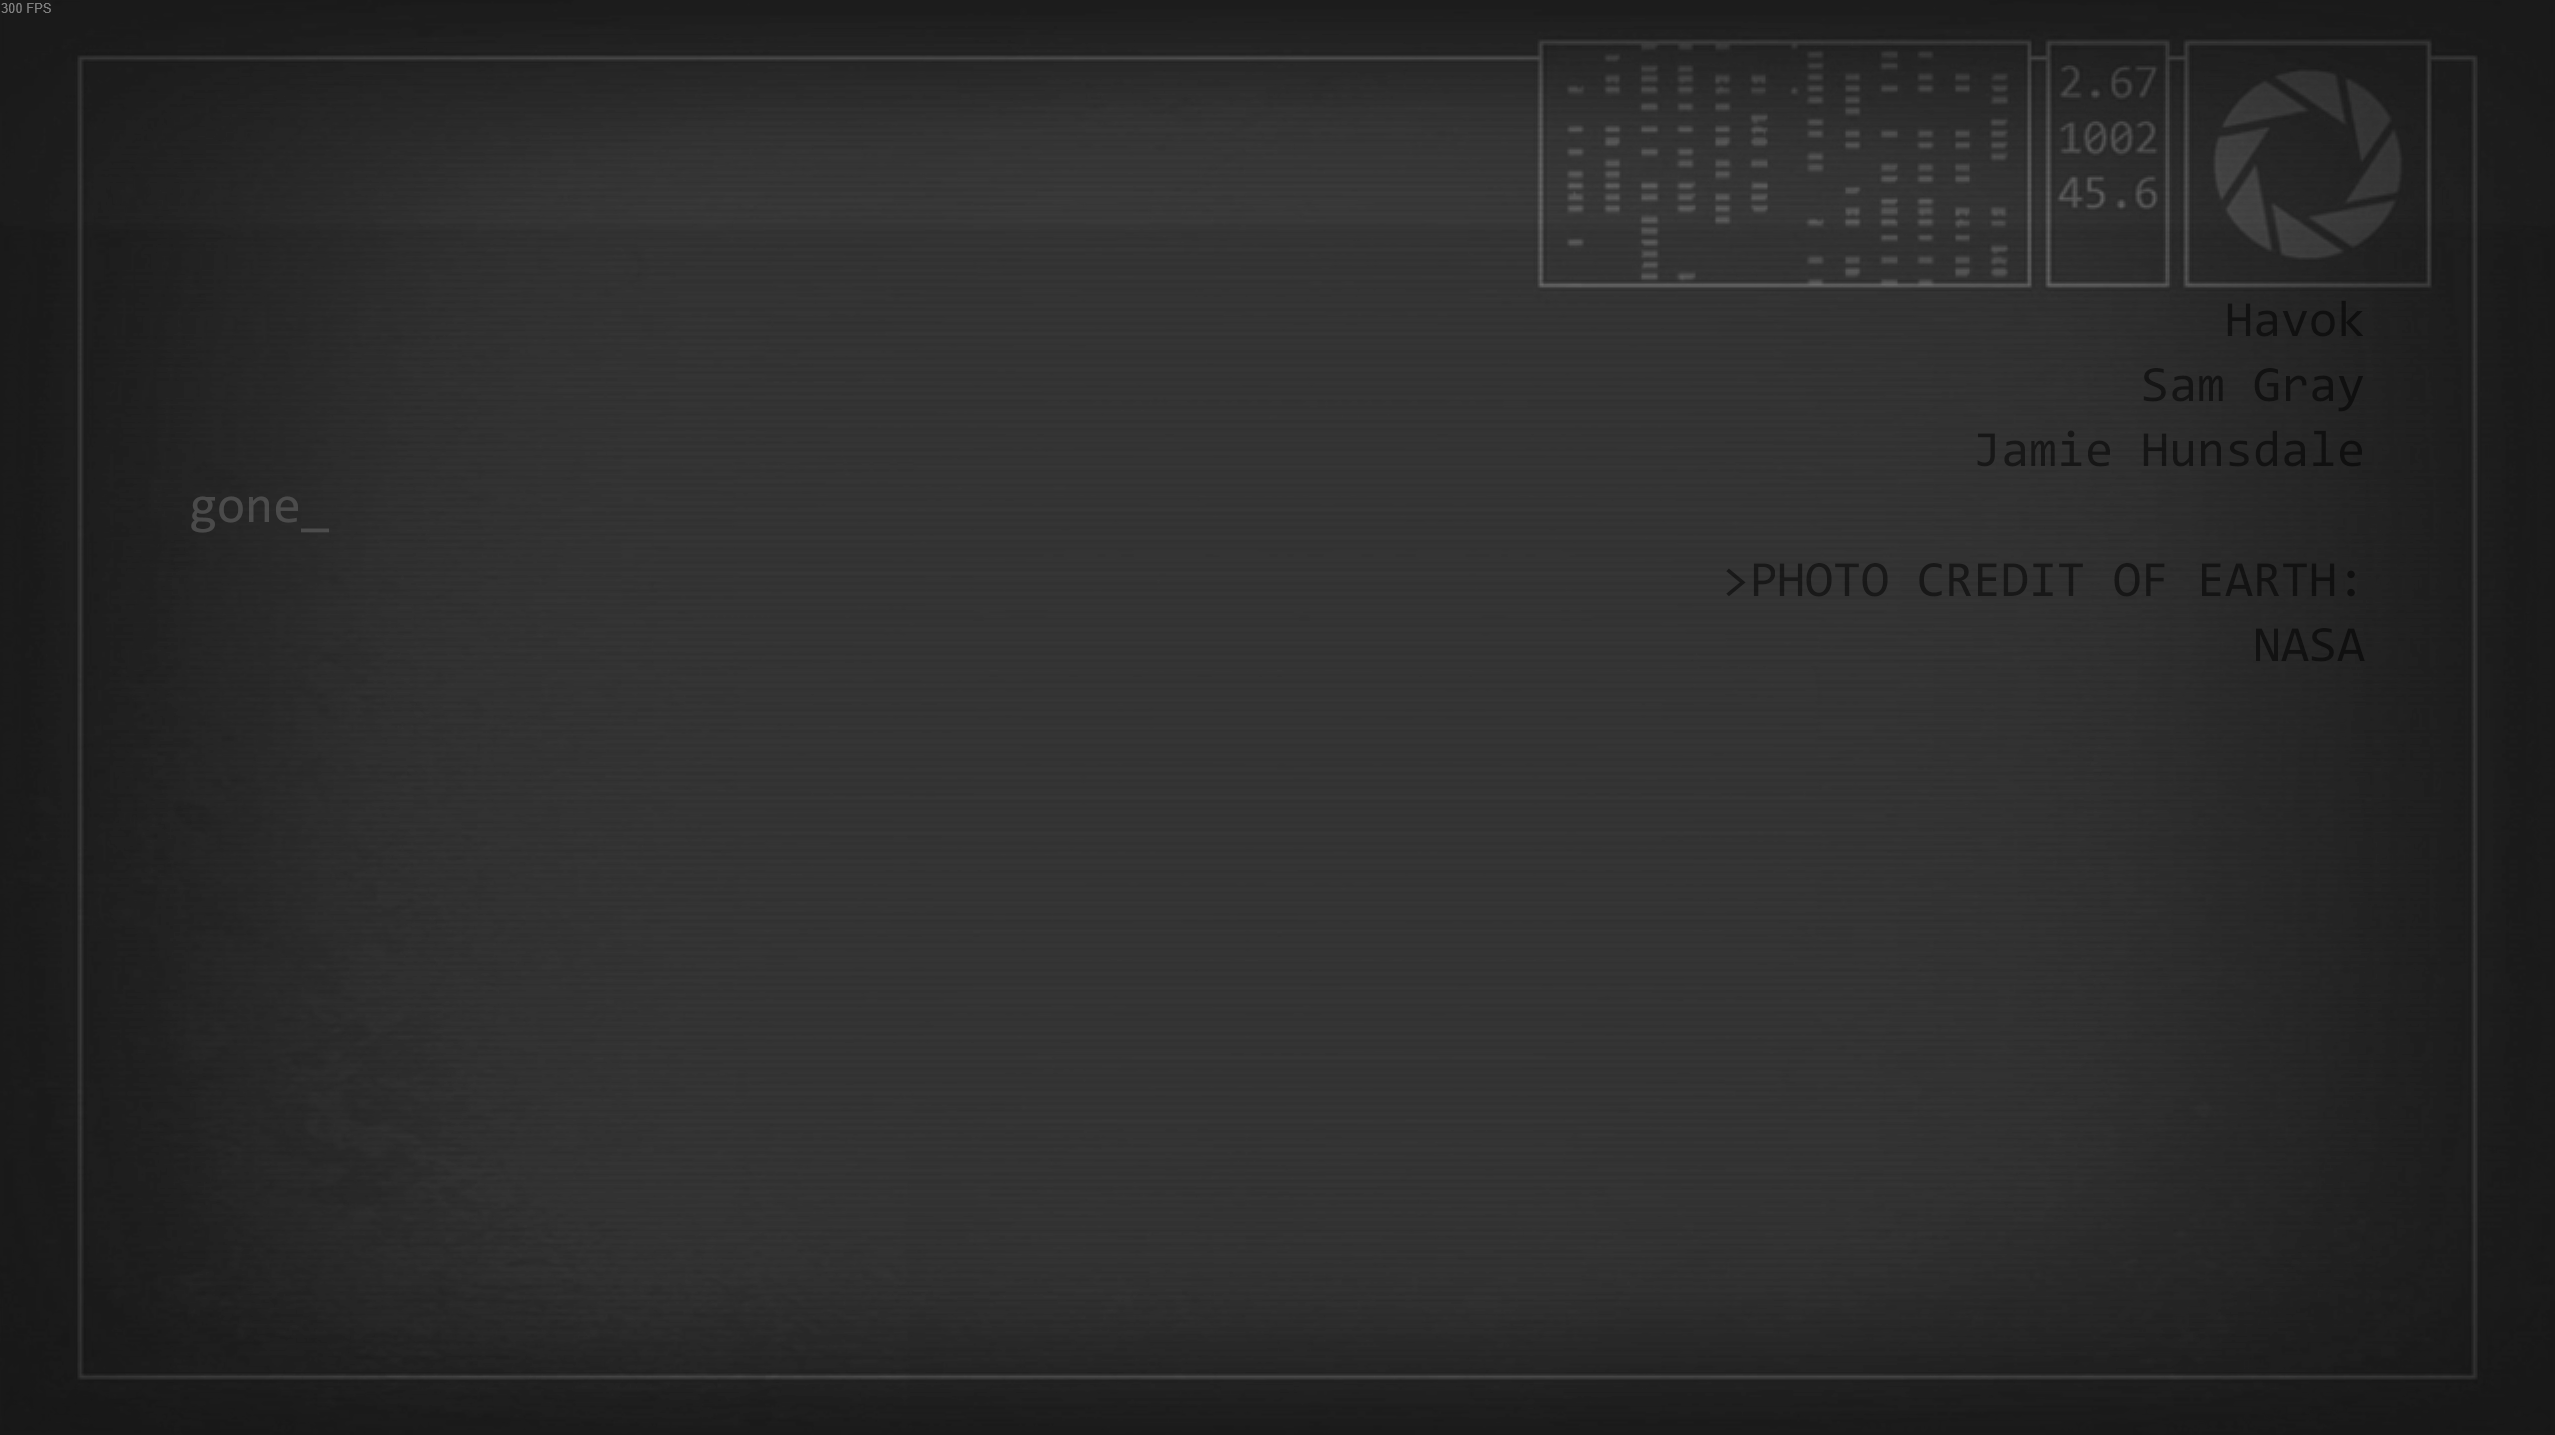 300 FPS
2.67
1002
45.6
Havok
Sam Gray
Jamie Hunsdale
gone_
>PHOTO CREDIT OF EARTH:
NASA